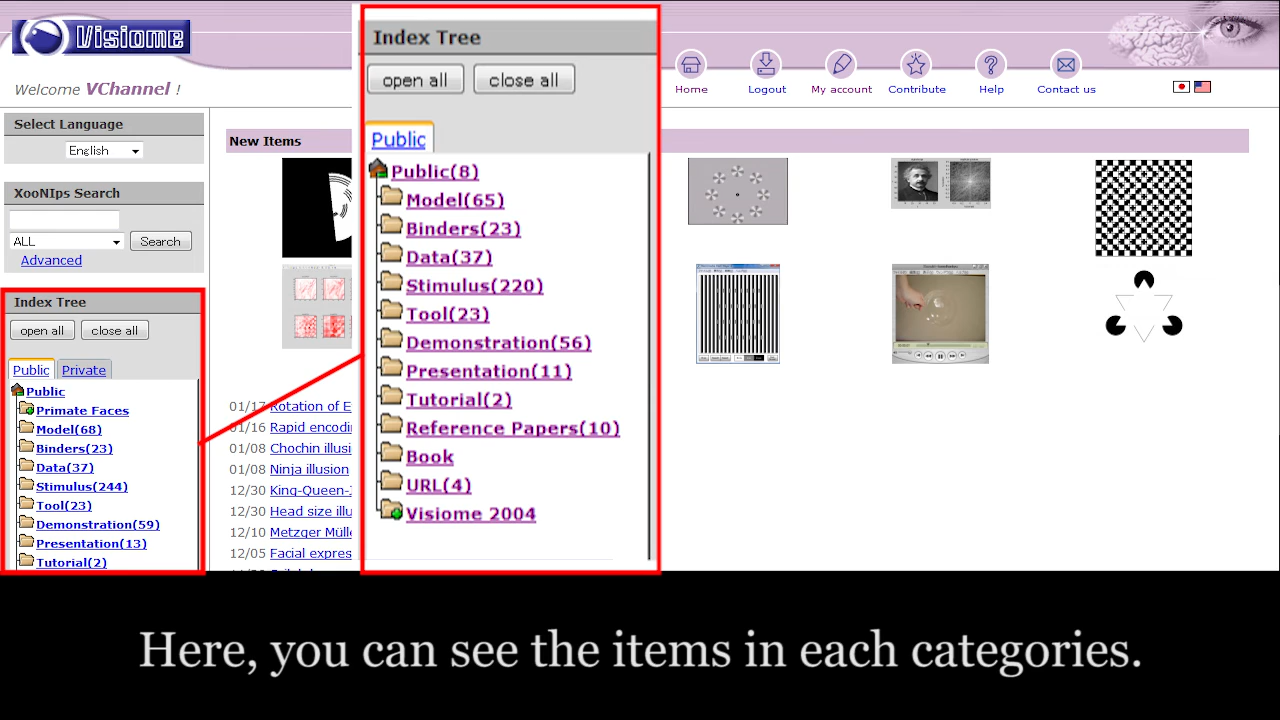 Visiome
Welcome VChannel !
Home
Logout
My account
Contribute
Help
Contact us
Select Language
English
XooNIps Search
ALL
Search
Advanced
Index Tree
open all
close all
Public
Private
Public
Primate Faces
Model(68)
Binders(23)
Data(37)
Stimulus(244)
Tool(23)
Demonstration(59)
Presentation(13)
Tutorial(2)
New Items
01/17 Rotation of E
01/16 Rapid encodi
01/08 Chochin illusi
01/08 Ninja illusion
12/30 King-Queen-J
12/30 Head size illu
12/10 Metzger Mülle
12/05 Facial expres
Index Tree
open all
close all
Public
Public(8)
Model(65)
Binders(23)
Data(37)
Stimulus(220)
Tool(23)
Demonstration(56)
Presentation(11)
Tutorial(2)
Reference Papers(10)
Book
URL(4)
Visiome 2004
Here, you can see the items in each categories.